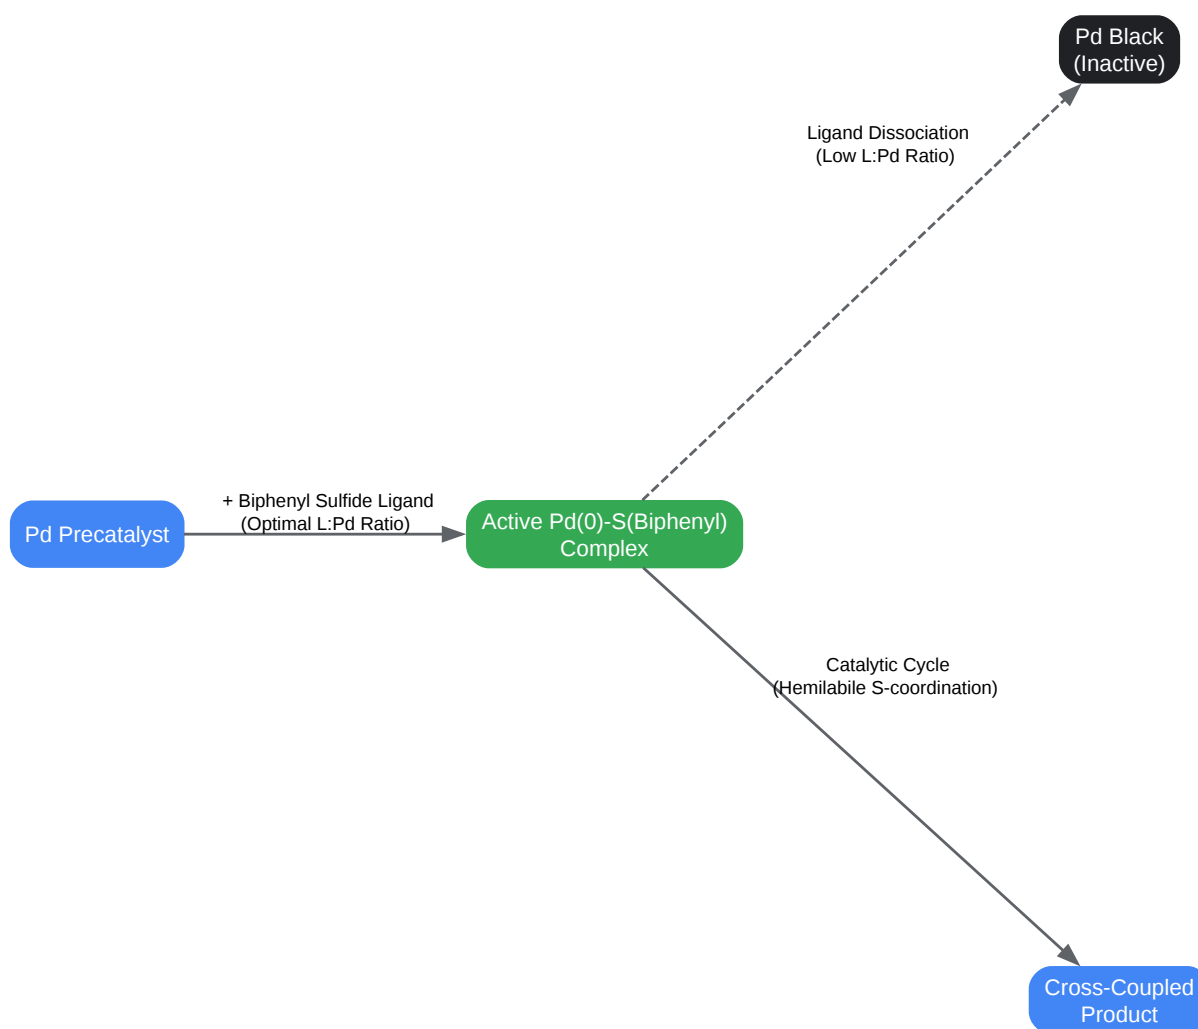 Pd Black
(Inactive)
Ligand Dissociation
(Low L:Pd Ratio)
Pd Precatalyst
+ Biphenyl Sulfide Ligand
(Optimal L:Pd Ratio)
Active Pd(0)-S(Biphenyl)
Complex
Catalytic Cycle
(Hemilabile S-coordination)
Cross-Coupled
Product